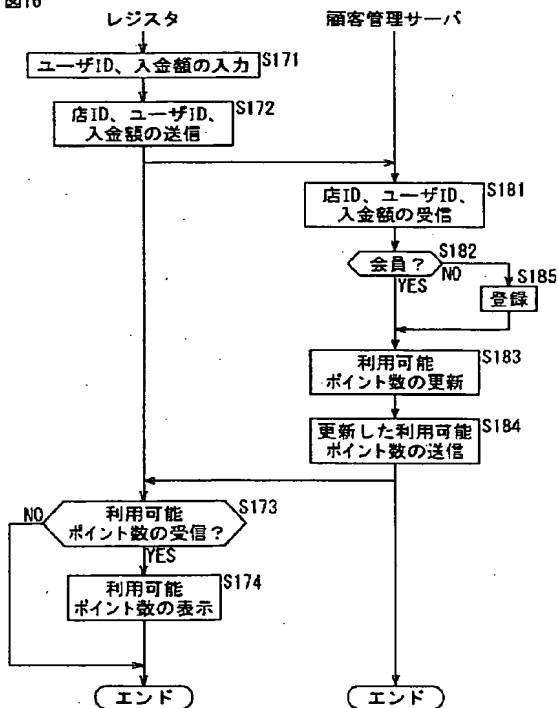 図16
レジスタ
顧客管理サーバ
ユーザID、入金額の入力
S171
店ID、ユーザID、
入金額の送信
S172
店ID、ユーザID、
入金額の受信
S181
会員？
S182
NO
YES
S185
登録
利用可能
ポイント数の更新
S183
更新した利用可能
ポイント数の送信
S184
NO
利用可能
ポイント数の受信？
S173
YES
利用可能
ポイント数の表示
S174
エンド
エンド